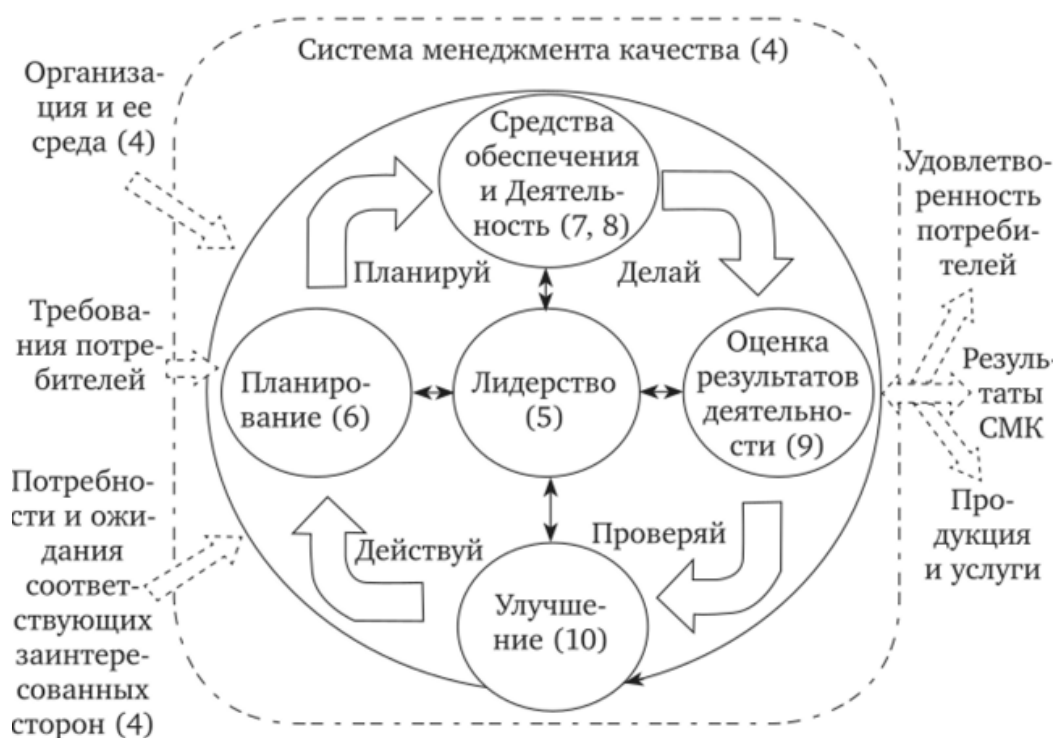 Система менеджмента качества (4)
Организа-
ция и ее
среда (4)
Требова-
ния потре-
бителей
Потребно-
сти и ожи-
дания
соответ-
ствующих
заинтере-
сованных
сторон (4)
Средства
обеспечения
и Деятель-
ность (7, 8)
Планируй
Делай
Планиро-
вание (6)
Лидерство
(5)
Оценка
результатов
деятельно-
сти (9)
Действуй
Проверяй
Улучше-
ние (10)
Удовлетво-
ренность
потреби-
телей
Резуль-
таты
СМК
Про-
дукция
и услуги